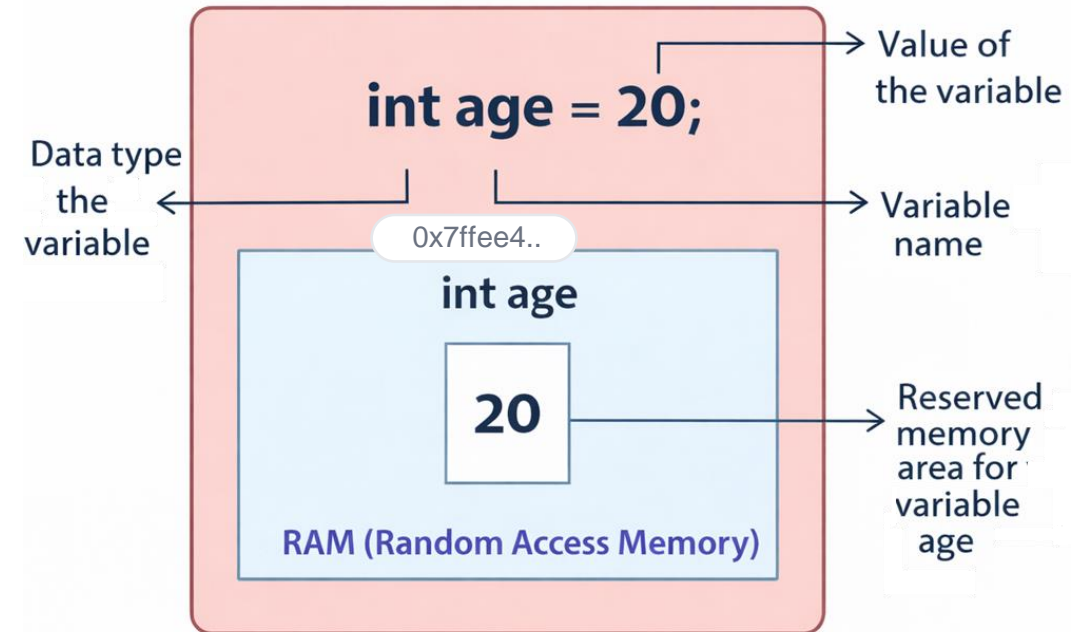 int age = 20;
Value of
the variable
Data type
the
variable
Variable
name
0x7ffee4..
int age
20
Reserved
memory
area for
variable
age
RAM (Random Access Memory)